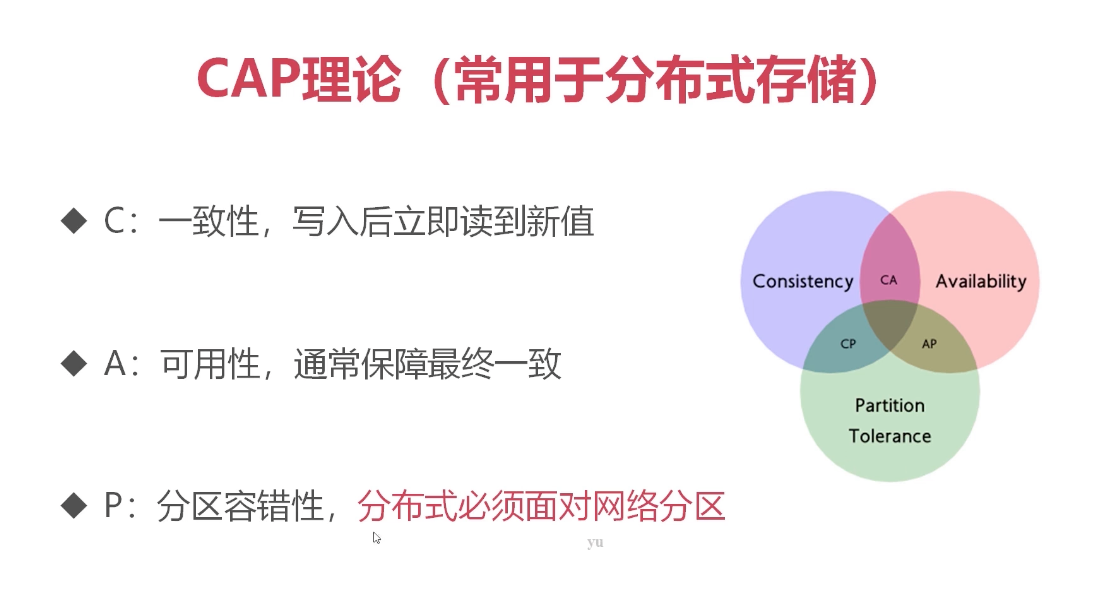 CAP理论（常用于分布式存储）
◆ C：一致性，写入后立即读到新值
◆ A：可用性，通常保障最终一致
◆ P：分区容错性，分布式必须面对网络分区
Consistency
CA
Availability
CP
AP
Partition
Tolerance
yu